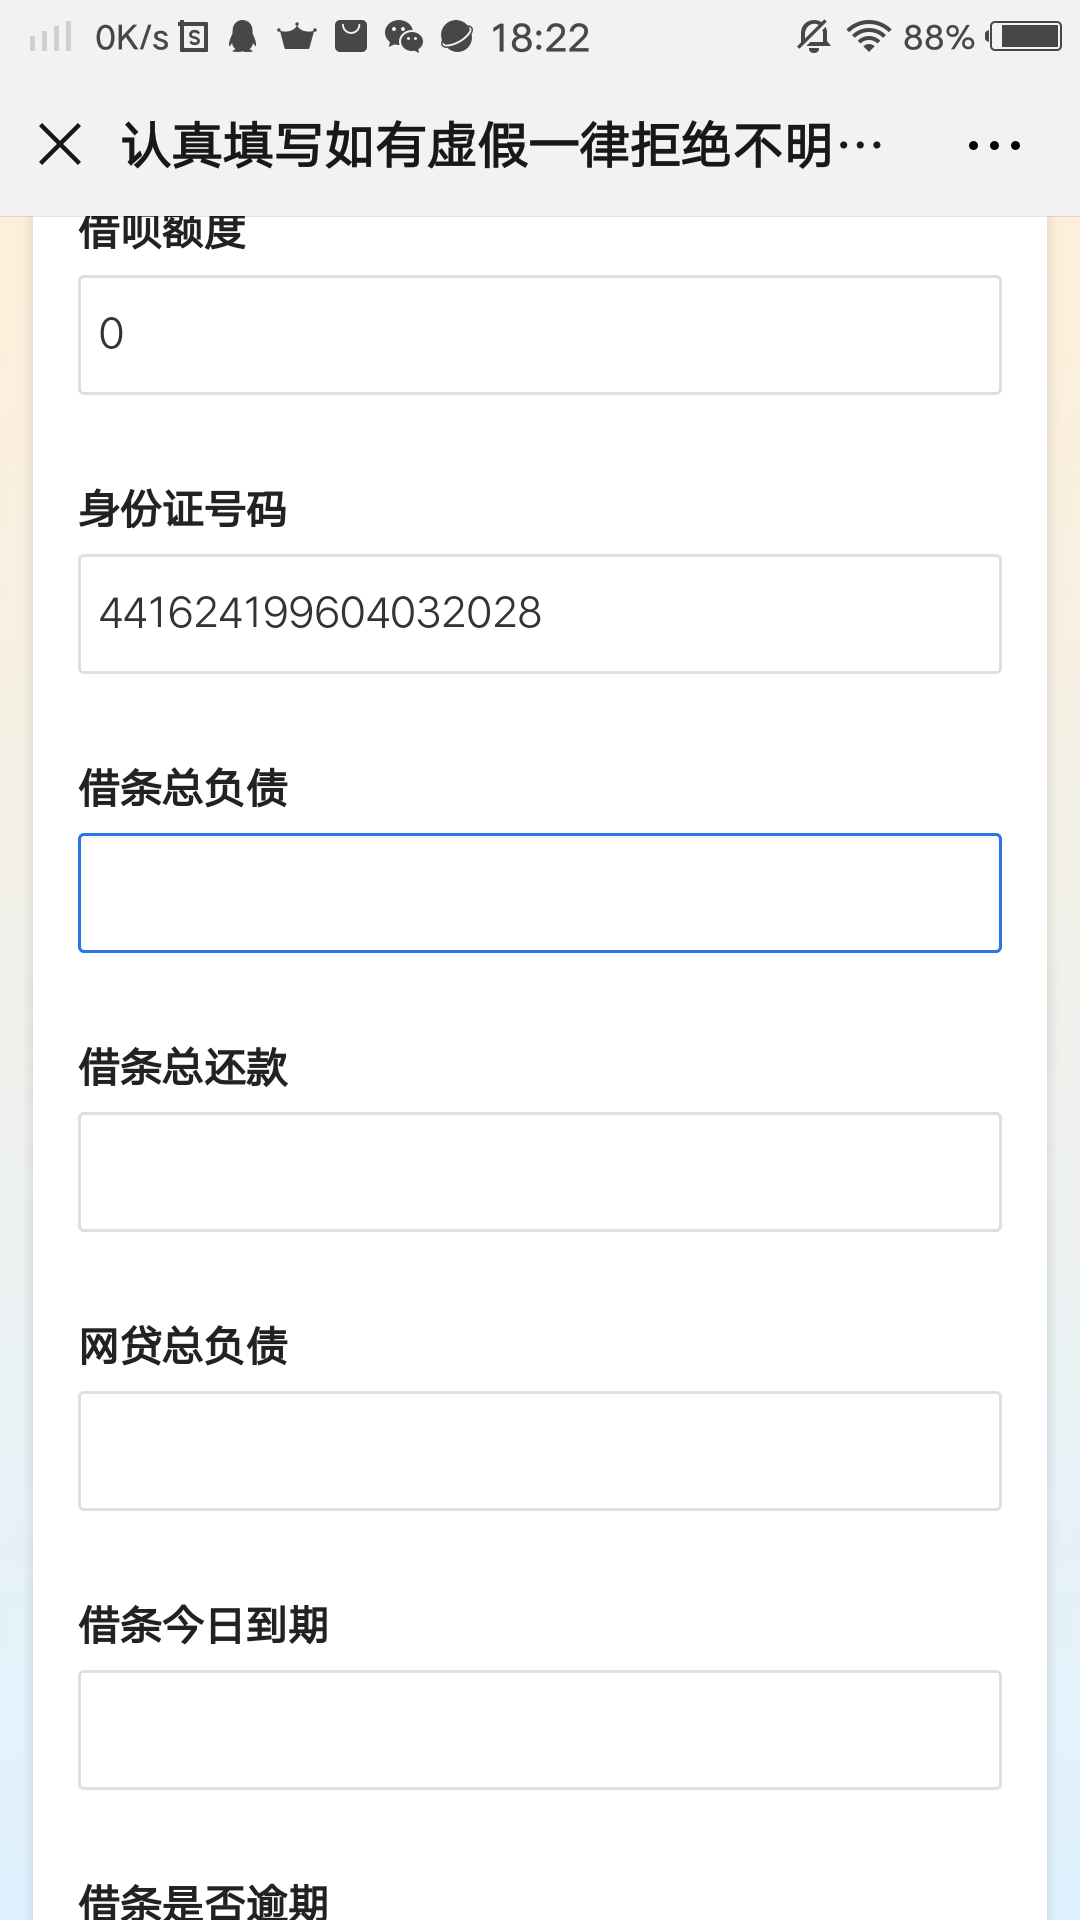 0K/s 18:22 88%
认真填写如有虚假一律拒绝不明···
借呗额度
0
身份证号码
441624199604032028
借条总负债
借条总还款
网贷总负债
借条今日到期
借条是否逾期